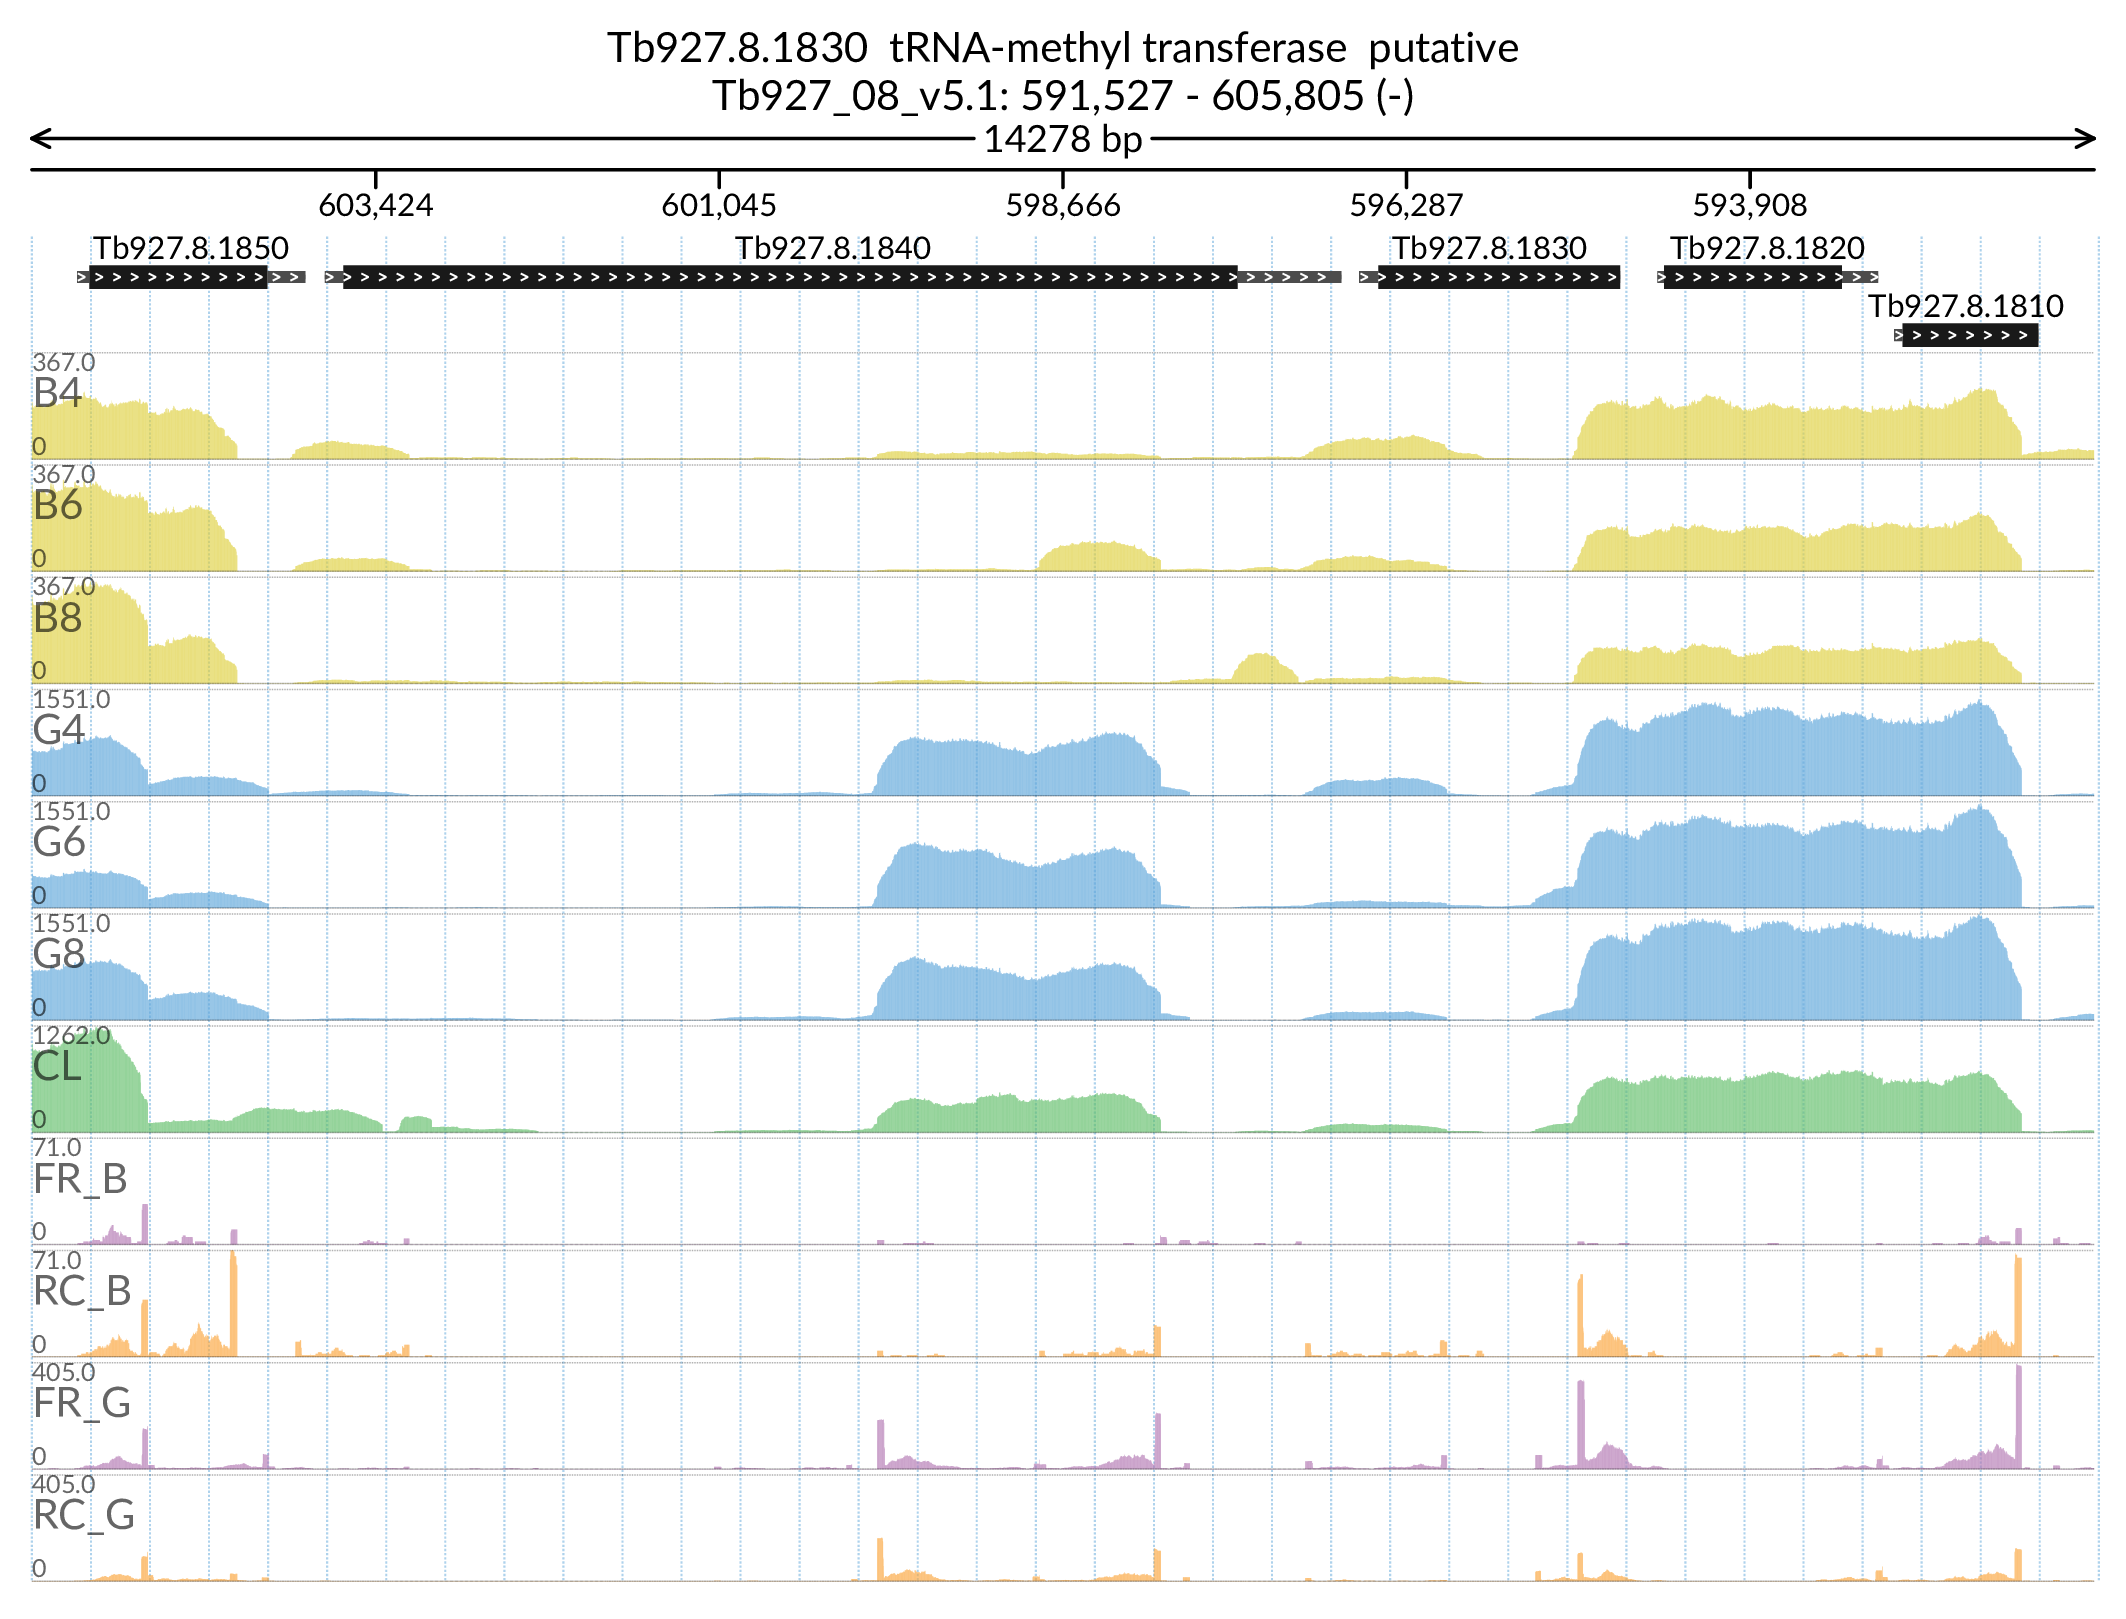 Tb927.8.1830 tRNA-methyl transferase putative
Tb927_08_v5.1: 591,527 - 605,805 (-)
14278 bp
603,424 601,045 598,666 596,287 593,908
Tb927.8.1850 Tb927.8.1840 Tb927.8.1830 Tb927.8.1820
Tb927.8.1810
367.0
B4
0
367.0
B6
0
367.0
B8
0
1551.0
G4
0
1551.0
G6
0
1551.0
G8
0
1262.0
CL
0
71.0
FR_B
0
71.0
RC_B
0
405.0
FR_G
0
405.0
RC_G
0